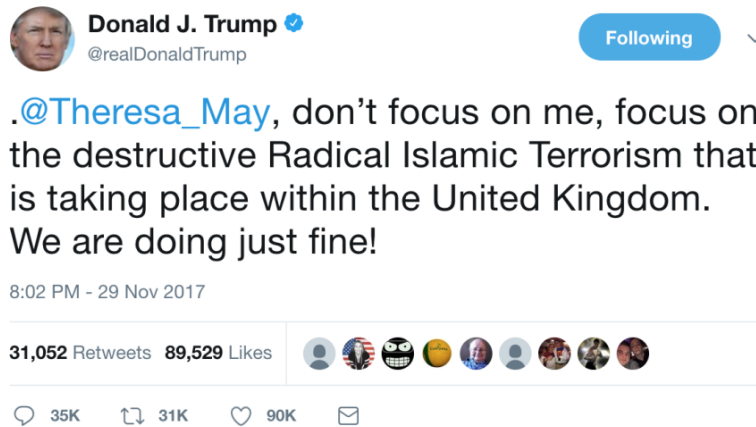 Donald J. Trump
@realDonaldTrump
Following
.@Theresa_May, don’t focus on me, focus on
the destructive Radical Islamic Terrorism that
is taking place within the United Kingdom.
We are doing just fine!
8:02 PM - 29 Nov 2017
31,052 Retweets 89,529 Likes
35K 31K 90K